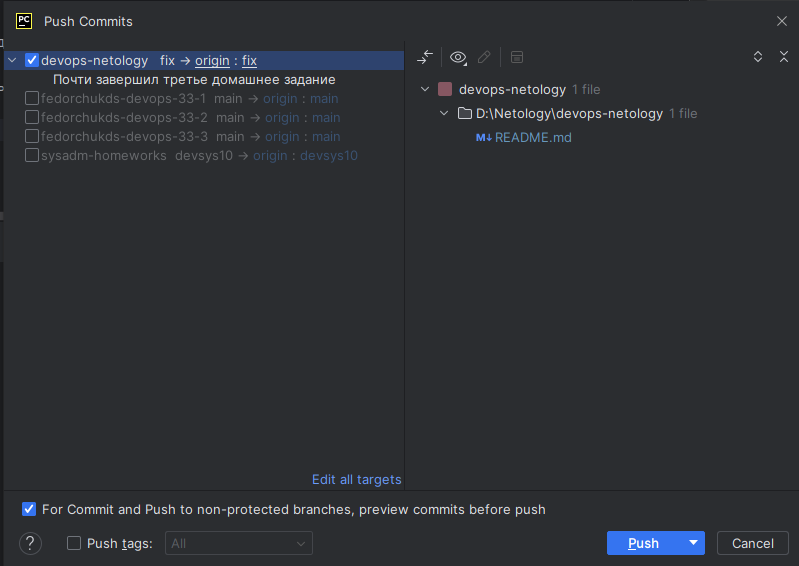 PC Push Commits
devops-netology fix → origin : fix
Почти завершил третье домашнее задание
fedorchukds-devops-33-1 main → origin : main
fedorchukds-devops-33-2 main → origin : main
fedorchukds-devops-33-3 main → origin : main
sysadm-homeworks devsys10 → origin : devsys10
Edit all targets
devops-netology 1 file
D:\Netology\devops-netology 1 file
M↓ README.md
For Commit and Push to non-protected branches, preview commits before push
? Push tags: All
Push Cancel